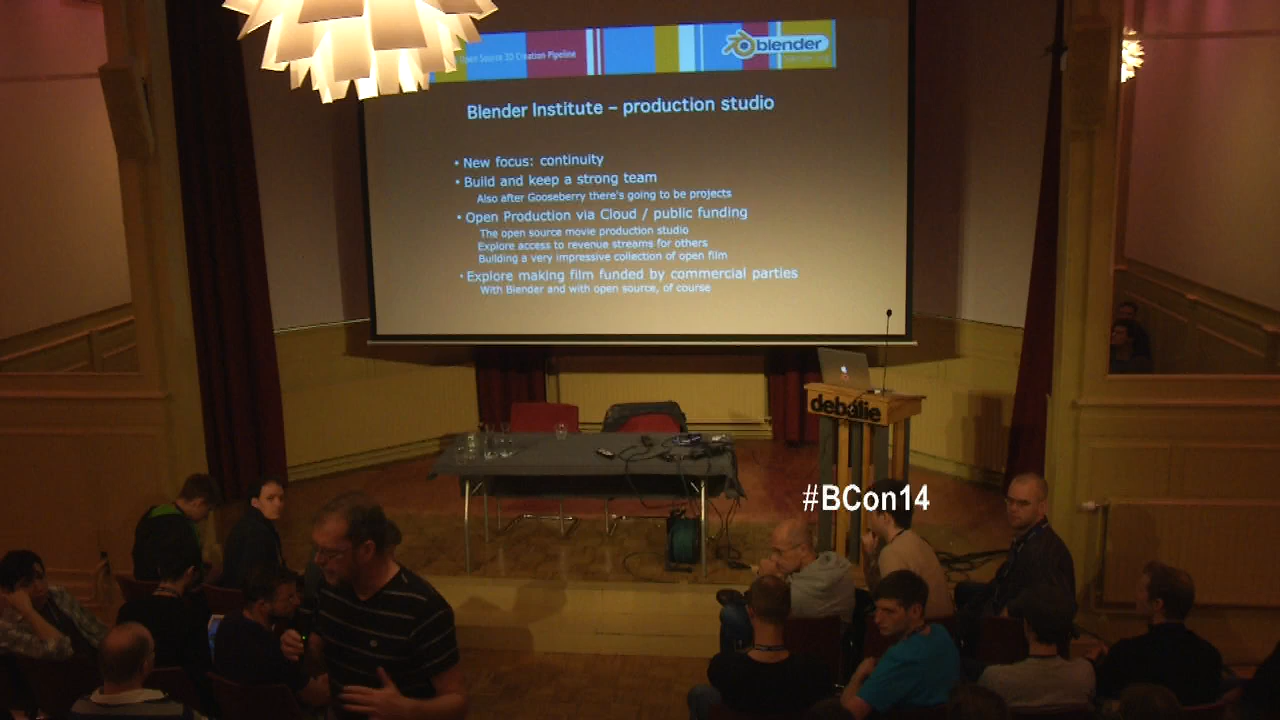 Open Source 3D Creation Pipeline
blender
Blender Institute – production studio
• New focus: continuity
• Build and keep a strong team
Also after Gooseberry there's going to be projects
• Open Production via Cloud / public funding
The open source movie production studio
Explore access to revenue streams for others
Building a very impressive collection of open film
• Explore making film funded by commercial parties
With Blender and with open source, of course
debalie
#BCon14